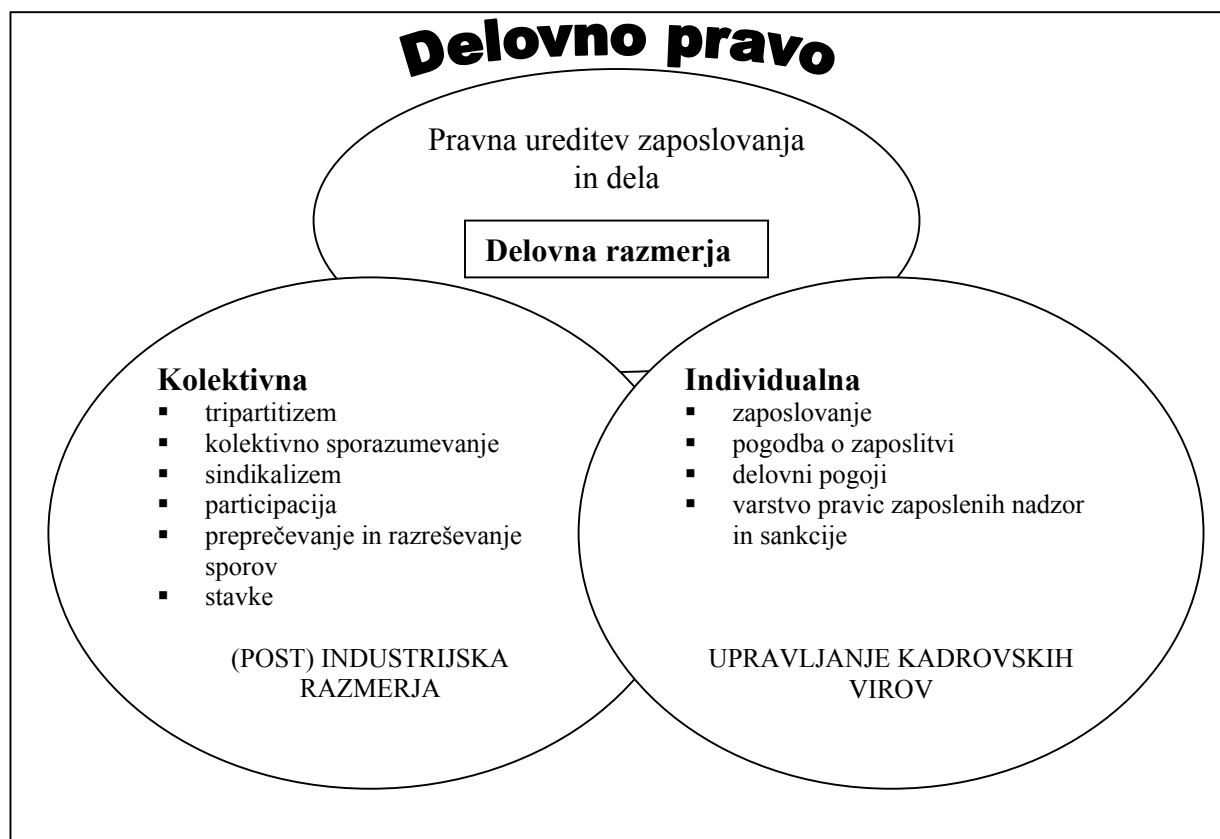 Delovno pravo
Pravna ureditev zaposlovanja
in dela
Delovna razmerja
Kolektivna
▪ tripartitizem
▪ kolektivno sporazumevanje
▪ sindikalizem
▪ participacija
▪ preprečevanje in razreševanje
sporov
▪ stavke
(POST) INDUSTRIJSKA
RAZMERJA
Individualna
▪ zaposlovanje
▪ pogodba o zaposlitvi
▪ delovni pogoji
▪ varstvo pravic zaposlenih nadzor
in sankcije
UPRAVLJANJE KADROVSKIH
VIROV